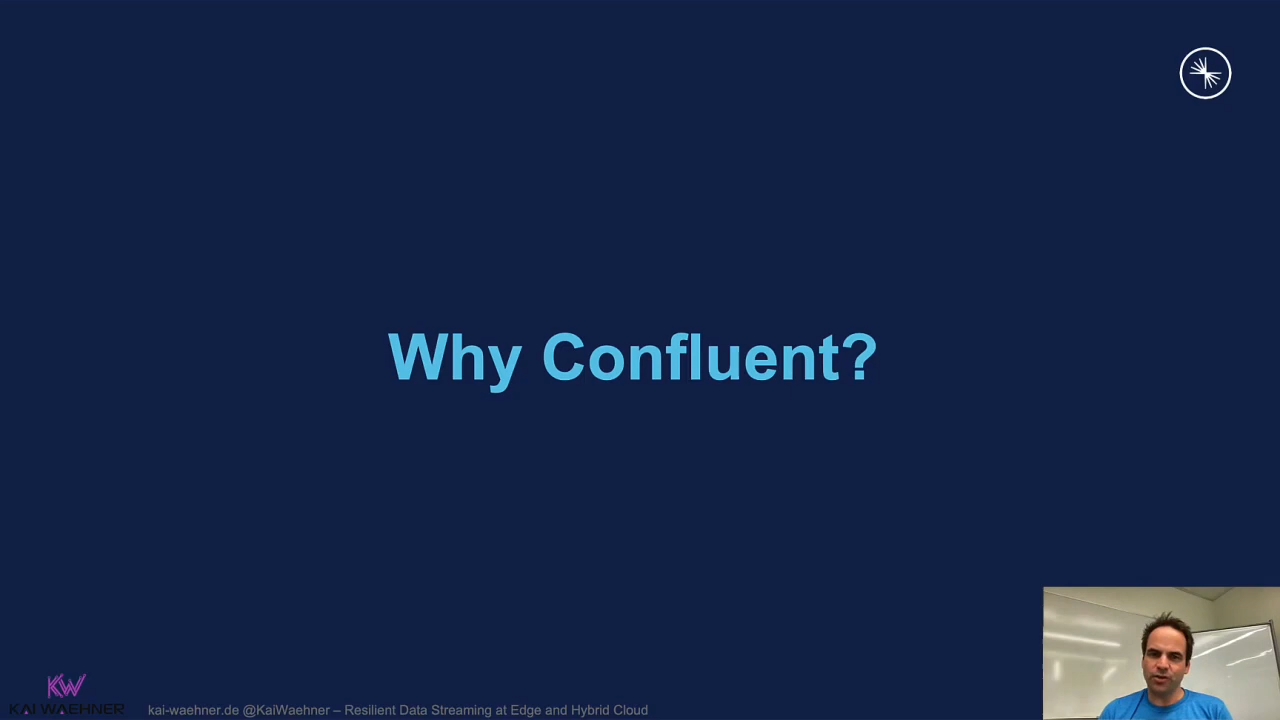 Why Confluent?
KW
KAI WAEHNER
kai-waehner.de @KaiWaehner – Resilient Data Streaming at Edge and Hybrid Cloud